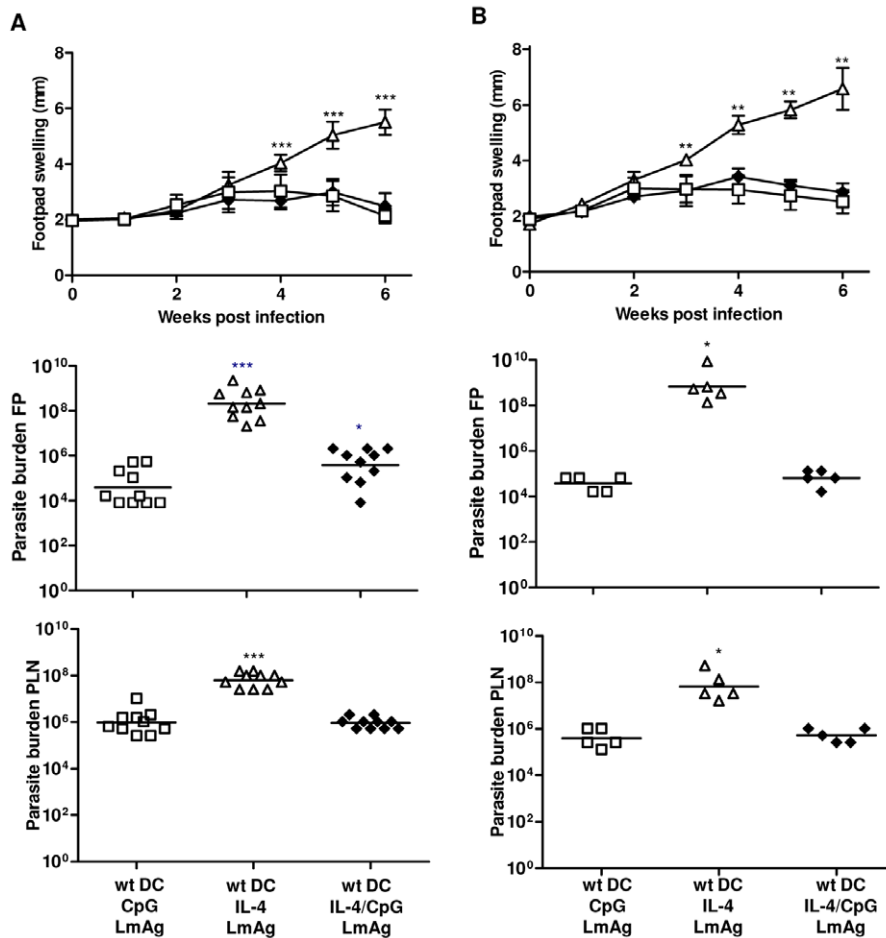 A
B
8
6
4
2
0
Footpad swelling (mm)
***
***
***
0
2
4
6
Weeks post infection
8
6
4
2
0
Footpad swelling (mm)
**
**
**
**
0
2
4
6
Weeks post infection
10^10
10^8
10^6
10^4
10^2
10^0
Parasite burden FP
***
*
10^10
10^8
10^6
10^4
10^2
10^0
Parasite burden FP
*
10^10
10^8
10^6
10^4
10^2
10^0
Parasite burden PLN
***
10^10
10^8
10^6
10^4
10^2
10^0
Parasite burden PLN
*
wt DC
CpG
LmAg
wt DC
IL-4
LmAg
wt DC
IL-4/CpG
LmAg
wt DC
CpG
LmAg
wt DC
IL-4
LmAg
wt DC
IL-4/CpG
LmAg